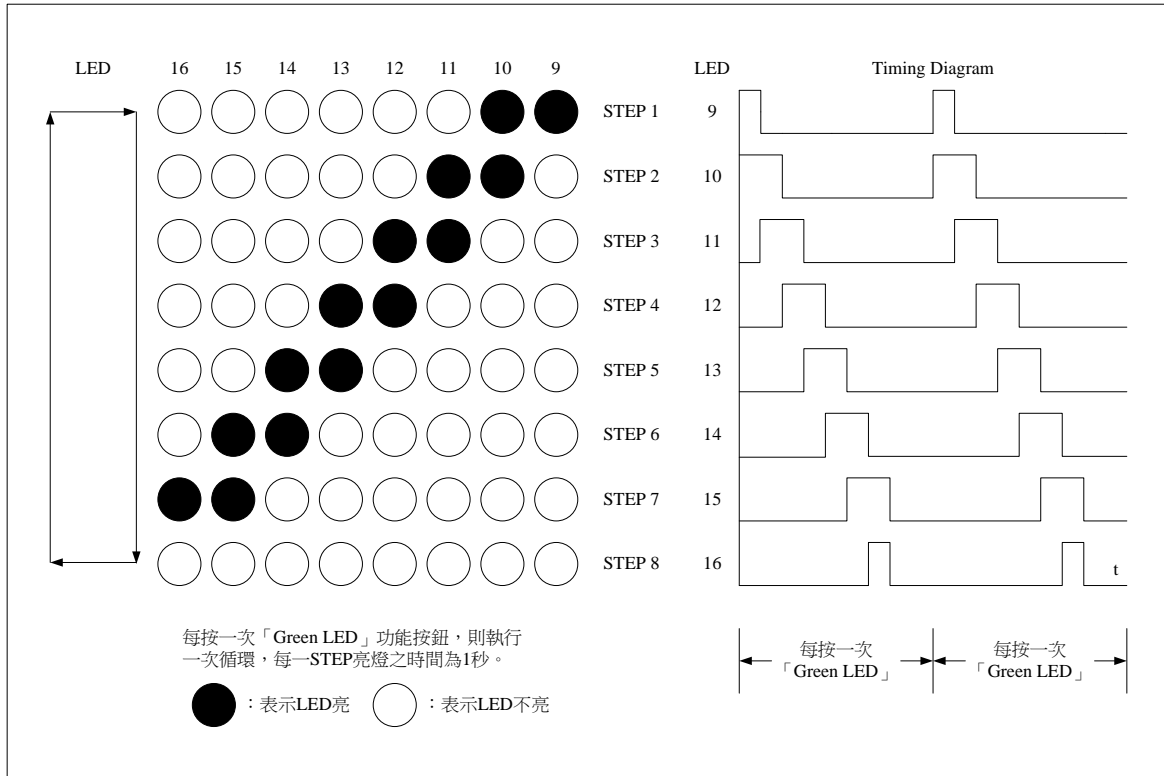 LED 16 15 14 13 12 11 10 9
STEP 1
STEP 2
STEP 3
STEP 4
STEP 5
STEP 6
STEP 7
STEP 8
每按一次「Green LED」功能按鈕，則執行
一次循環，每一STEP亮燈之時間為1秒。
：表示LED亮
：表示LED不亮
LED Timing Diagram
9
10
11
12
13
14
15
16
t
每按一次
「Green LED」
每按一次
「Green LED」